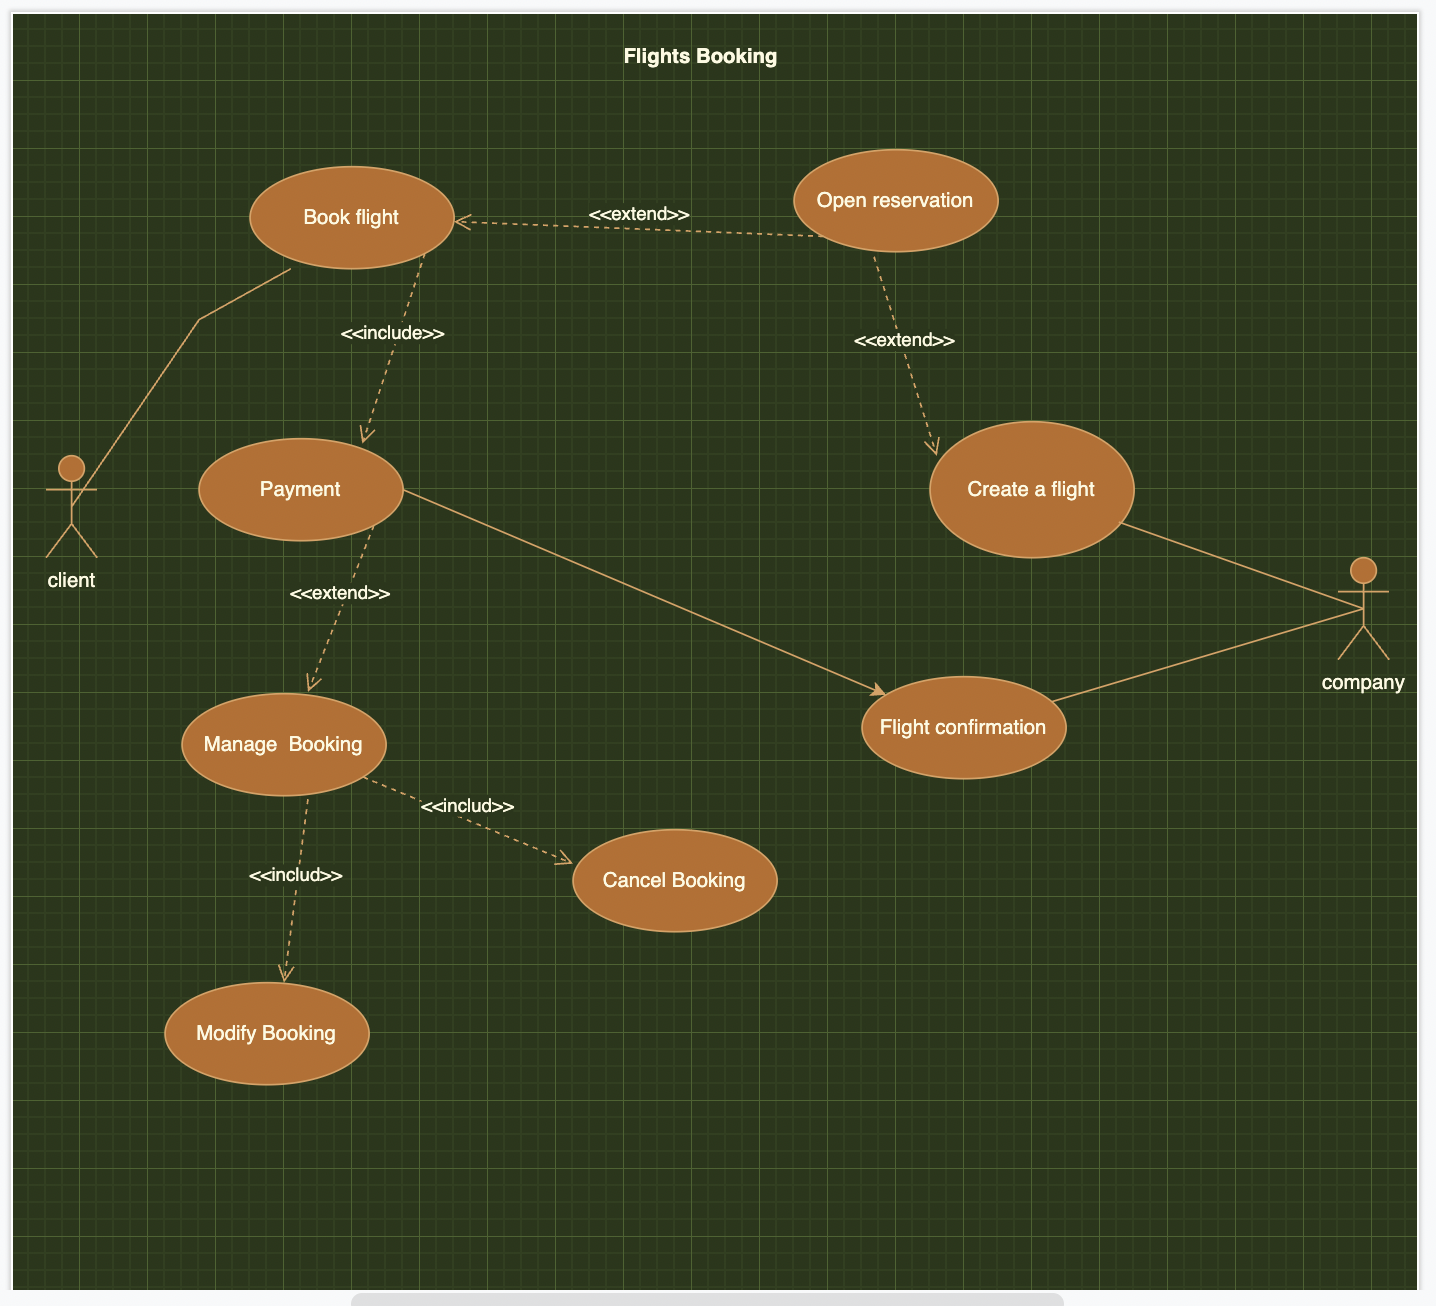 Flights Booking
Open reservation
Book flight
<<extend>>
<<include>>
<<extend>>
Payment
Create a flight
client
<<extend>>
company
Flight confirmation
Manage  Booking
<<includ>>
<<includ>>
Cancel Booking
Modify Booking